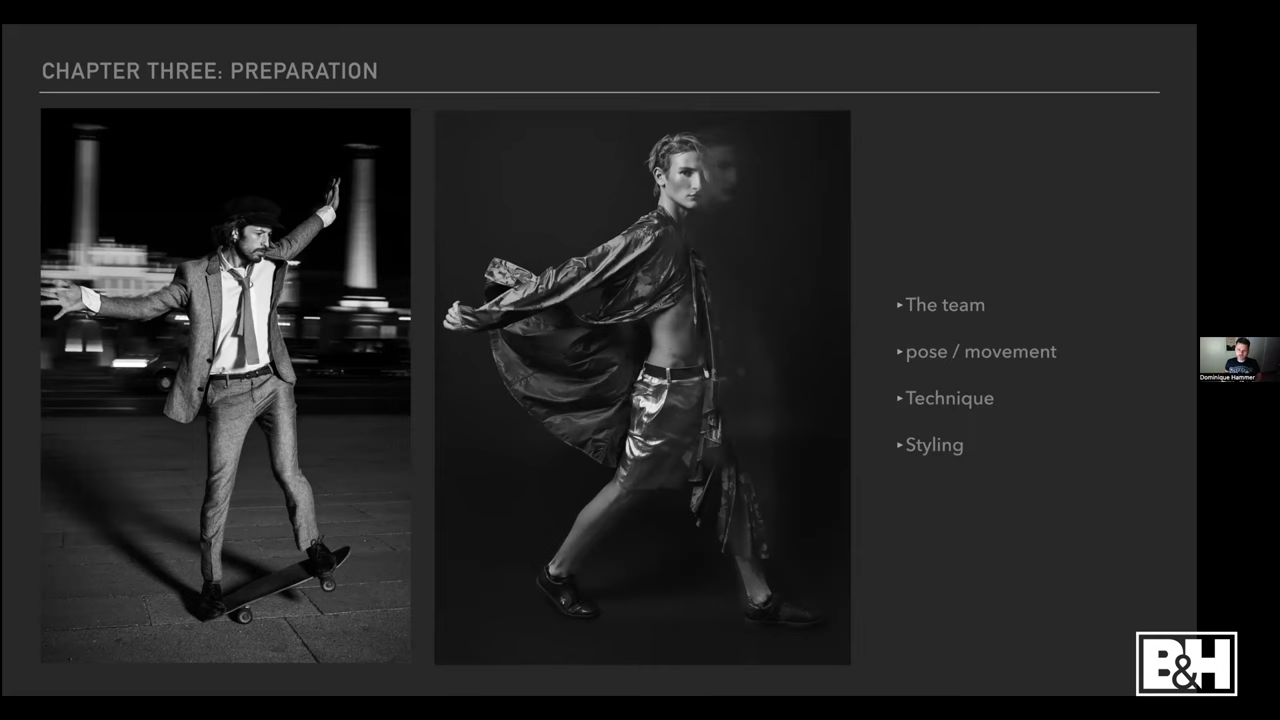 CHAPTER THREE: PREPARATION
▸The team
▸pose / movement
▸Technique
▸Styling
Dominique Hammer
B&H